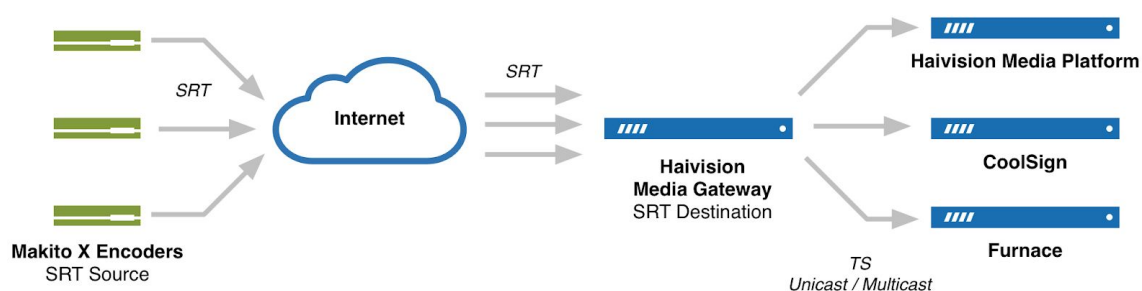 SRT
Makito X Encoders
SRT Source
Internet
SRT
Haivision
Media Gateway
SRT Destination
Haivision Media Platform
CoolSign
Furnace
TS
Unicast / Multicast